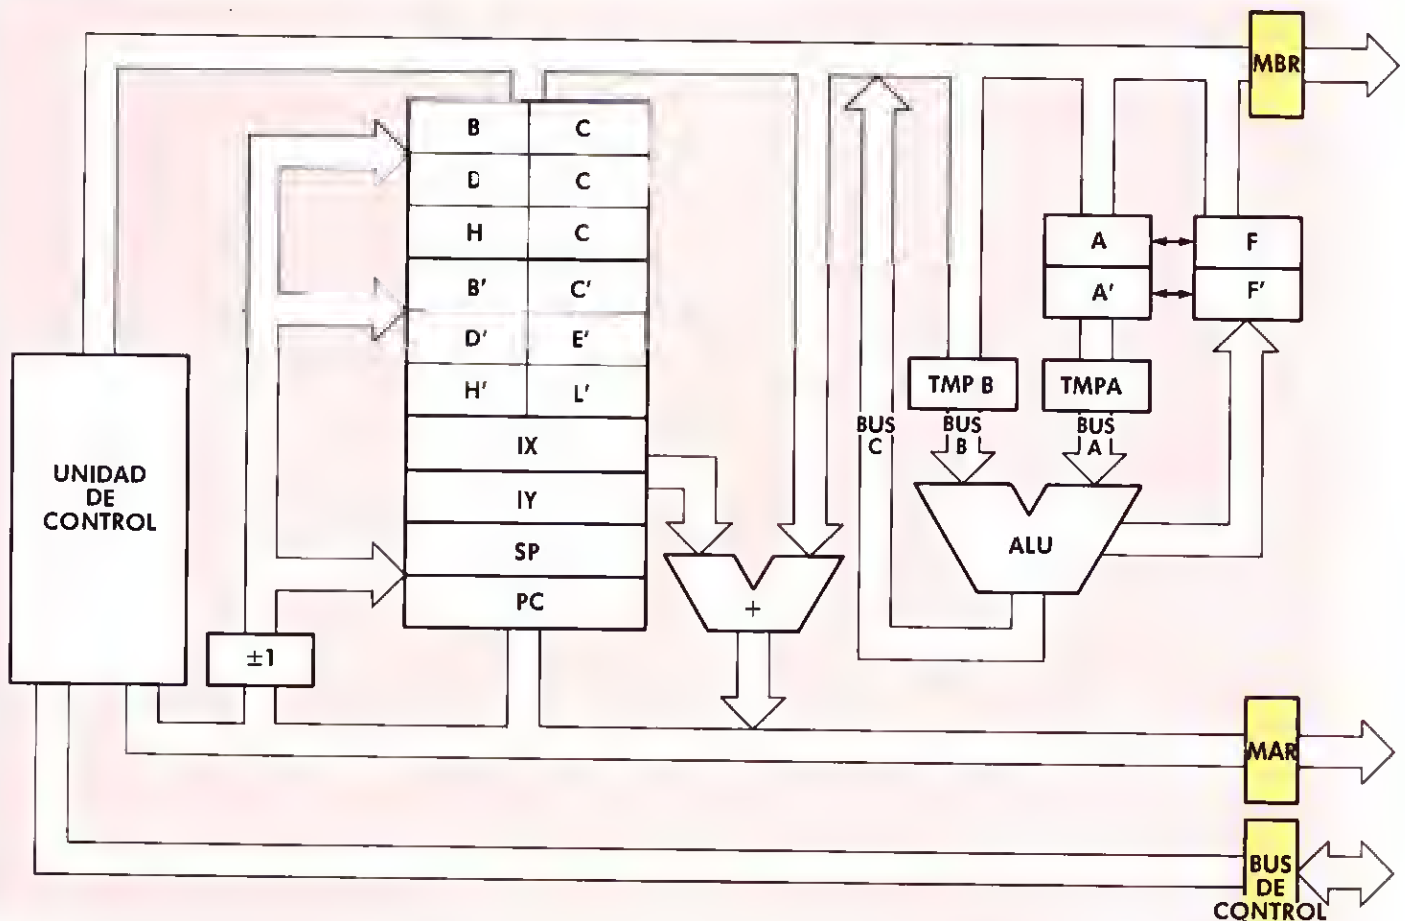 MBR
B C
D C
H C
B' C'
D' E'
H' L'
IX
IY
SP
PC
A F
A' F'
TMP B
TMPA
BUS
C
BUS
B
BUS
A
ALU
+
UNIDAD
DE
CONTROL
±1
MAR
BUS
DE
CONTROL